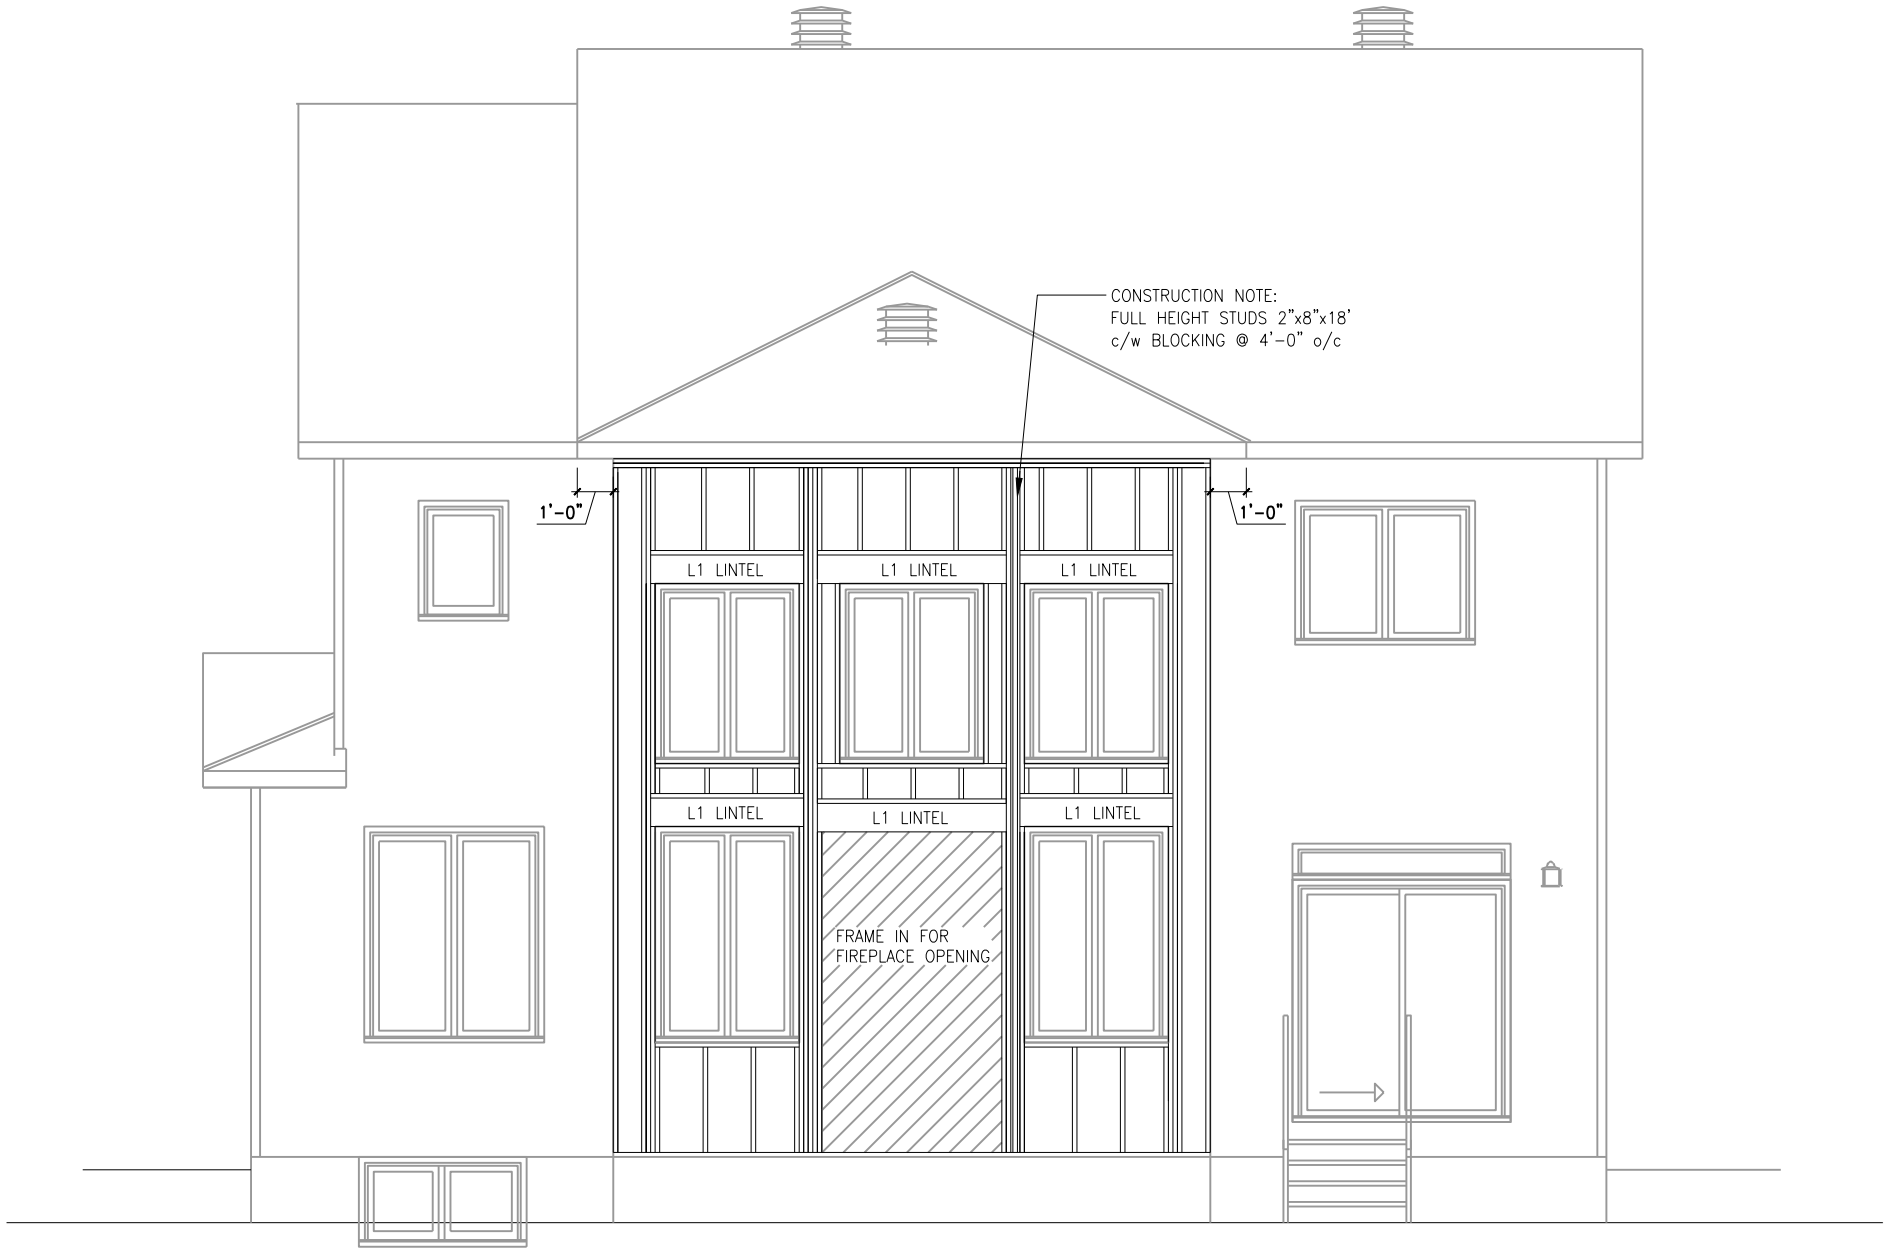 CONSTRUCTION NOTE:
FULL HEIGHT STUDS 2"x8"x18'
c/w BLOCKING @ 4'-0" o/c
1'-0"
1'-0"
L1 LINTEL
L1 LINTEL
L1 LINTEL
L1 LINTEL
L1 LINTEL
L1 LINTEL
FRAME IN FOR
FIREPLACE OPENING